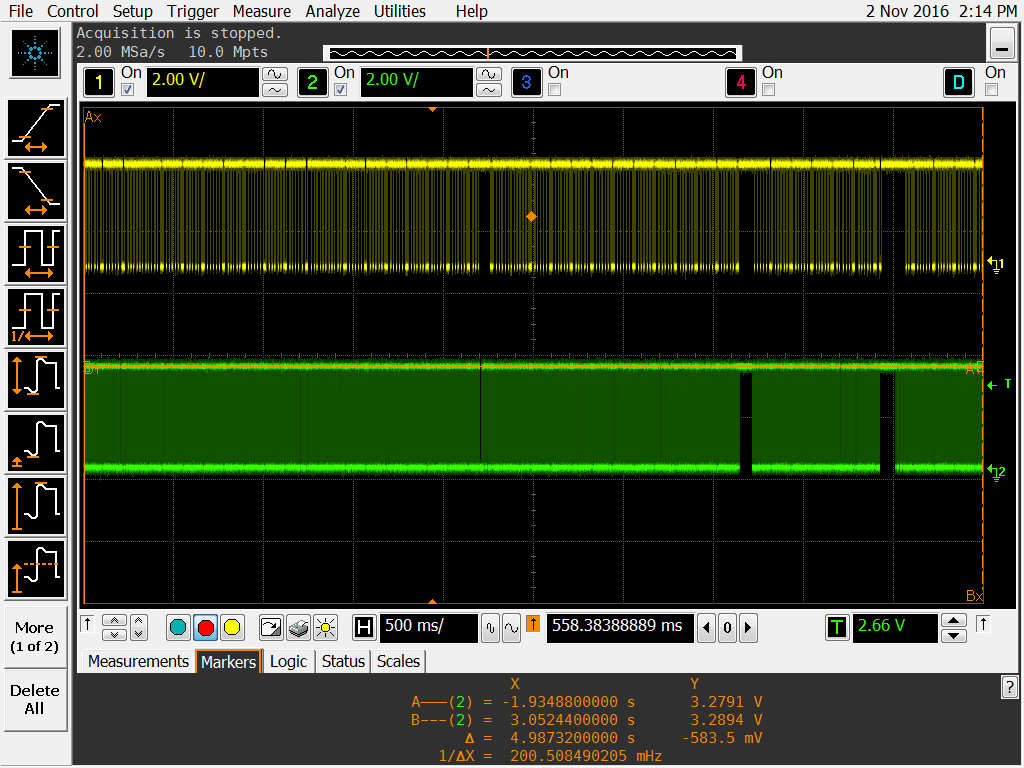 File Control Setup Trigger Measure Analyze Utilities Help 2 Nov 2016 2:14 PM
Acquisition is stopped.
2.00 MSa/s 10.0 Mpts
1 On 2.00 V/ 2 On 2.00 V/ 3 On 4 On D On
Ax
1
T
2
Bx
H 500 ms/ 558.38388889 ms 0 T 2.66 V
More
(1 of 2)
Delete
All
Measurements Markers Logic Status Scales
X Y
A———(2) = -1.9348800000 s 3.2791 V
B---(2) = 3.0524400000 s 3.2894 V
Δ = 4.9873200000 s -583.5 mV
1/ΔX = 200.508490205 mHz
?
1/